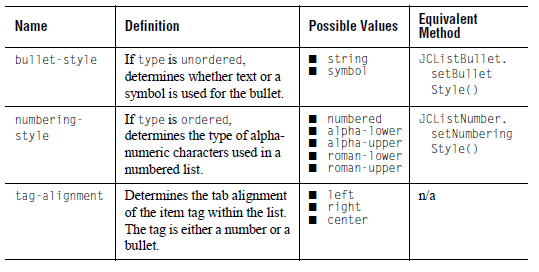 Name
Definition
Possible Values
Equivalent
Method
bullet-style
If type is unordered,
determines whether text or a
symbol is used for the bullet.
■ string
■ symbol
JCListBullet.
setBullet
Style()
numbering-
style
If type is ordered,
determines the type of alpha-
numeric characters used in a
numbered list.
■ numbered
■ alpha-lower
■ alpha-upper
■ roman-lower
■ roman-upper
JCListNumber.
setNumbering
Style()
tag-alignment
Determines the tab alignment
of the item tag within the list.
The tag is either a number or a
bullet.
■ left
■ right
■ center
n/a